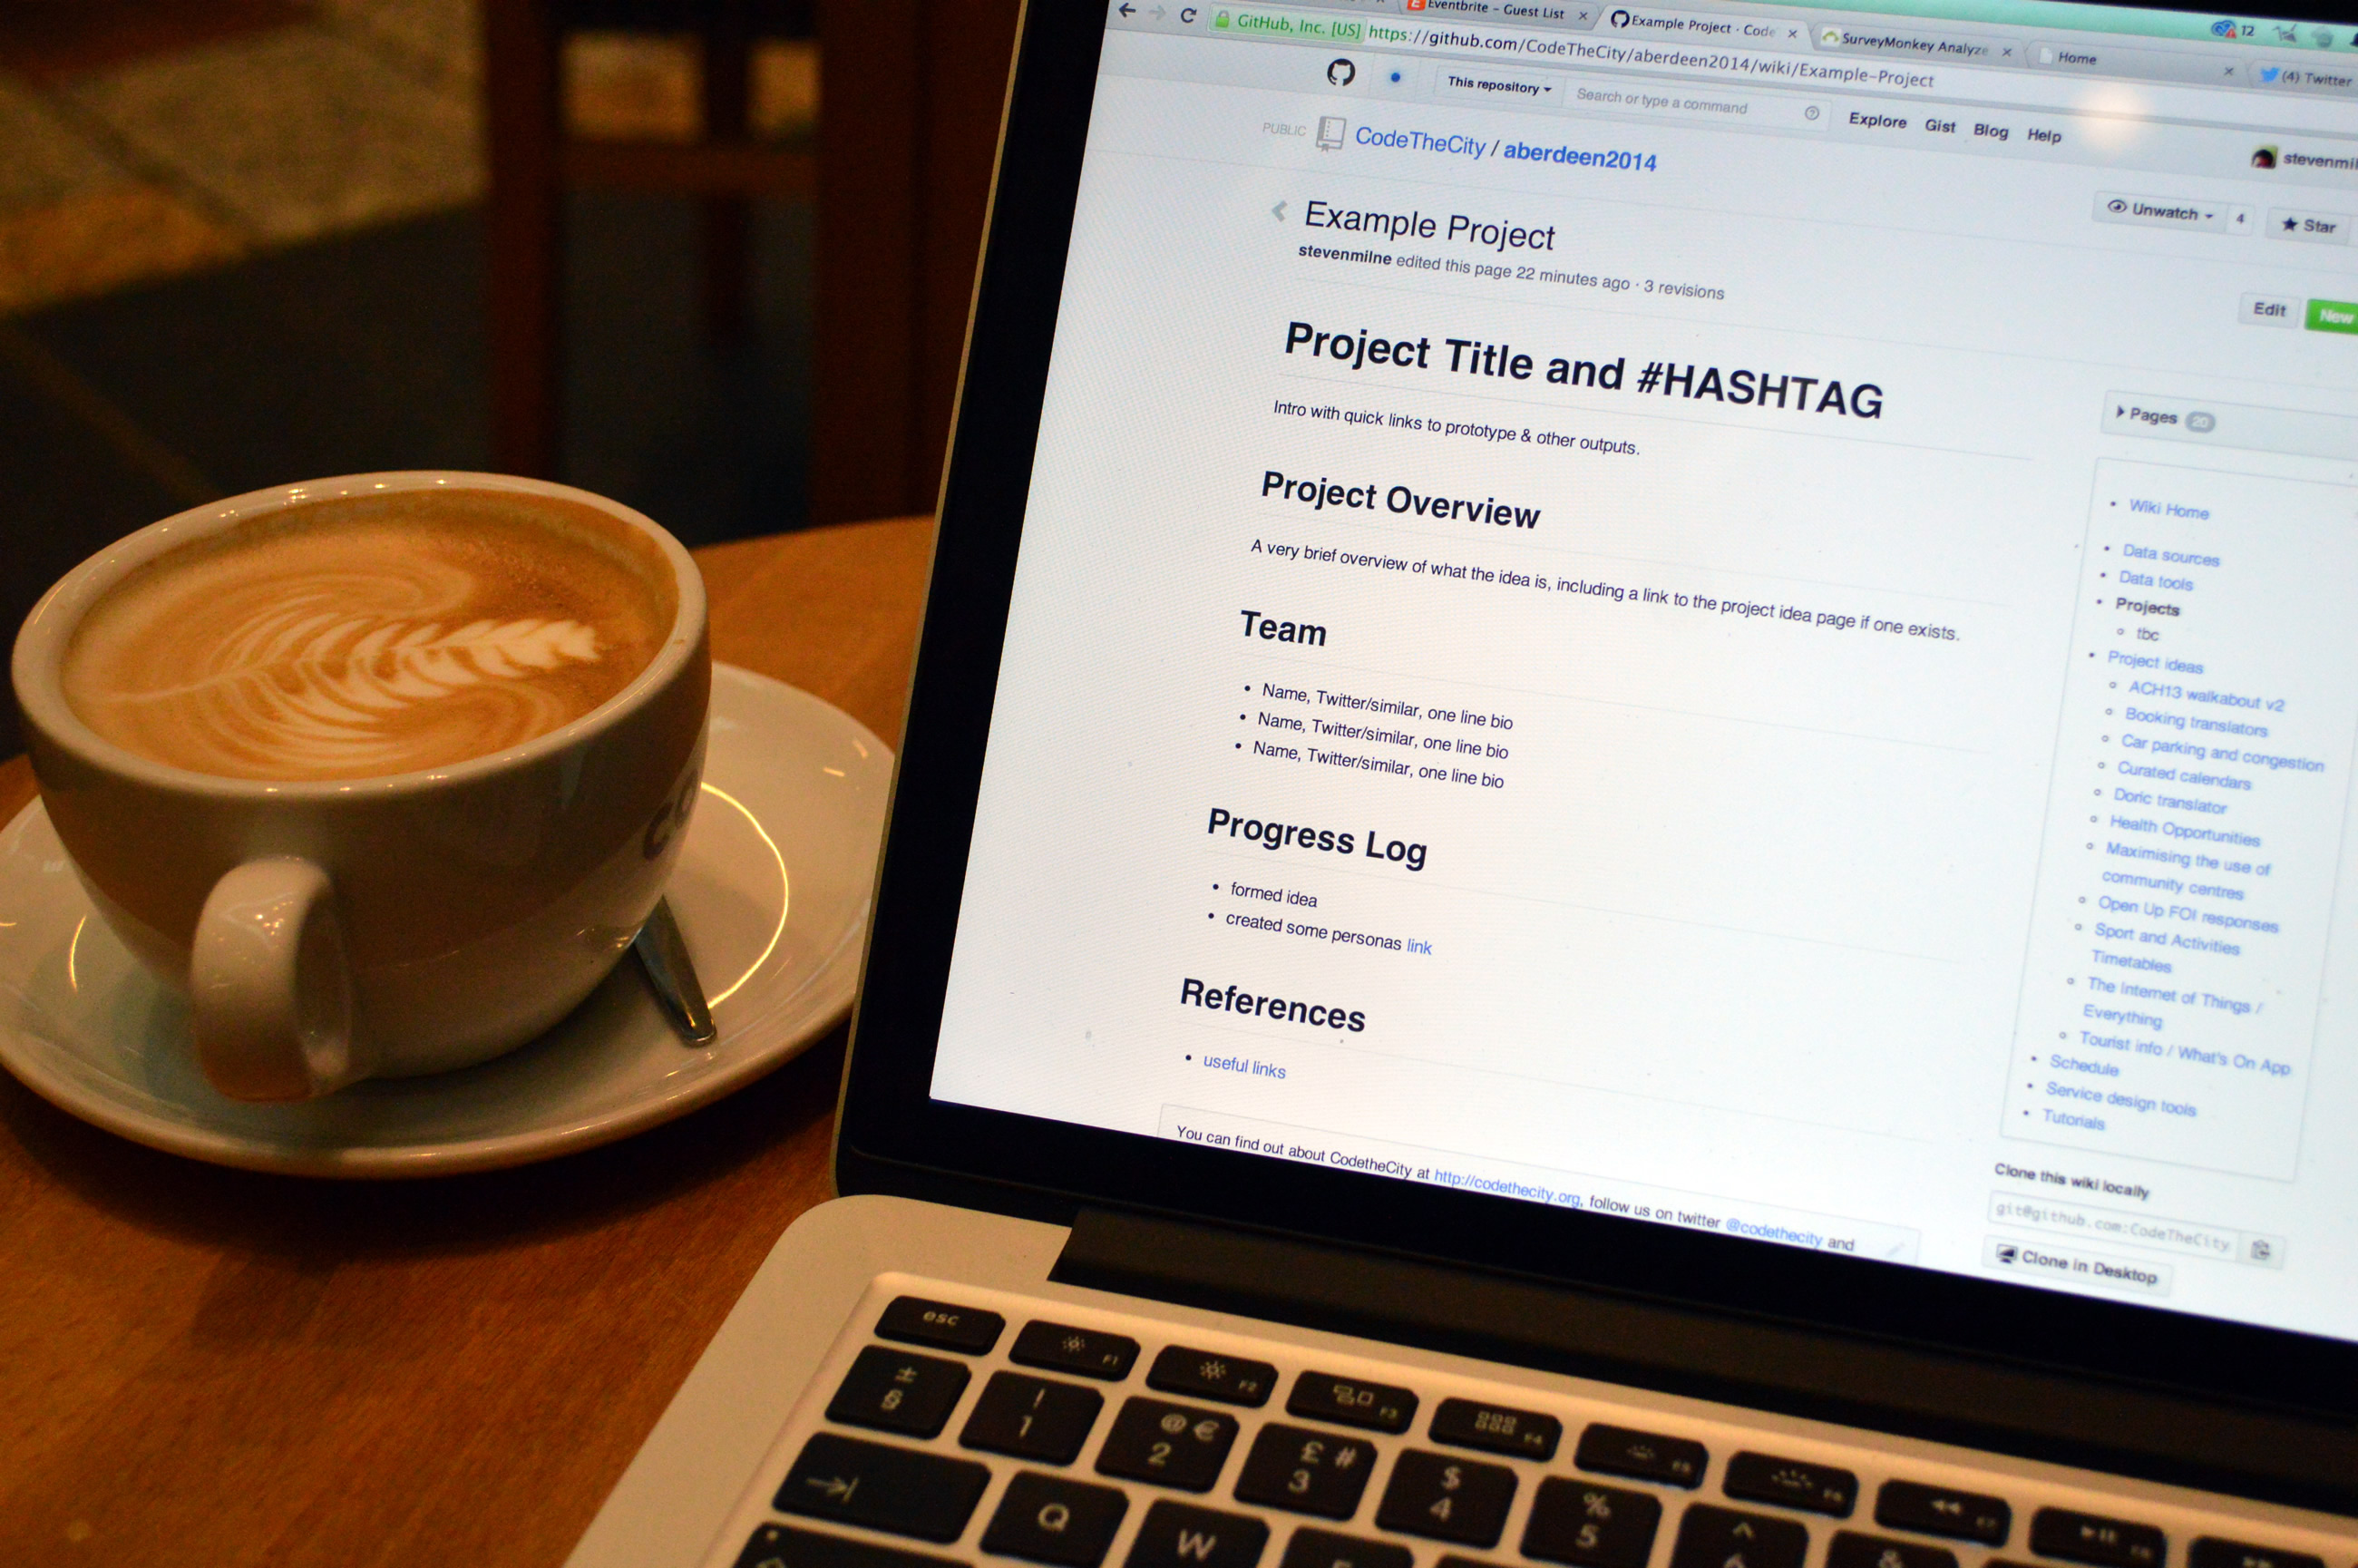 Eventbrite - Guest List
Example Project · Code
SurveyMonkey Analyze
Home
(4) Twitter
12
GitHub, Inc. [US] https://github.com/CodeTheCity/aberdeen2014/wiki/Example-Project
This repository
Search or type a command
Explore Gist Blog Help
PUBLIC CodeTheCity / aberdeen2014
Unwatch 4 Star
Example Project
stevenmilne edited this page 22 minutes ago · 3 revisions
Edit New
Project Title and #HASHTAG
Intro with quick links to prototype & other outputs.
Project Overview
A very brief overview of what the idea is, including a link to the project idea page if one exists.
Team
• Name, Twitter/similar, one line bio
• Name, Twitter/similar, one line bio
• Name, Twitter/similar, one line bio
Progress Log
• formed idea
• created some personas link
References
• useful links
You can find out about CodetheCity at http://codethecity.org, follow us on twitter @codethecity and
Pages 20
• Wiki Home
• Data sources
• Data tools
• Projects
tbc
• Project ideas
ACH13 walkabout v2
Booking translators
Car parking and congestion
Curated calendars
Doric translator
Health Opportunities
Maximising the use of
community centres
Open Up FOI responses
Sport and Activities
Timetables
The Internet of Things /
Everything
Tourist info / What's On App
• Schedule
• Service design tools
• Tutorials
Clone this wiki locally
git@github.com:CodeTheCity
Clone in Desktop
esc
F1
F2
F3
F4
F5
F6
F7
F8
± §
! 1
@ € 2
£ # 3
$ 4
% 5
^ 6
&
Q
W